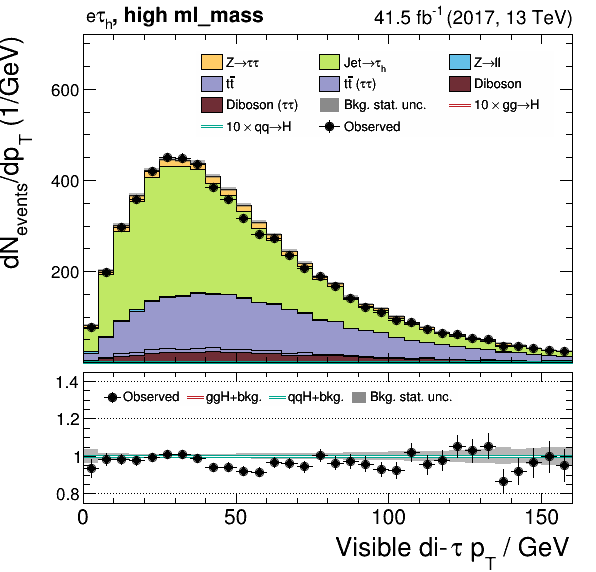 eτh, high ml_mass 41.5 fb-1 (2017, 13 TeV)
dNevents/dpT (1/GeV)
600
400
200
Z→ττ Jet→τh Z→ll
tt̄ tt̄ (ττ) Diboson
Diboson (ττ) Bkg. stat. unc. 10 × gg→H
10 × qq→H Observed
1.4
1.2
1
0.8
Observed ggH+bkg. qqH+bkg. Bkg. stat. unc.
0 50 100 150
Visible di-τ pT / GeV